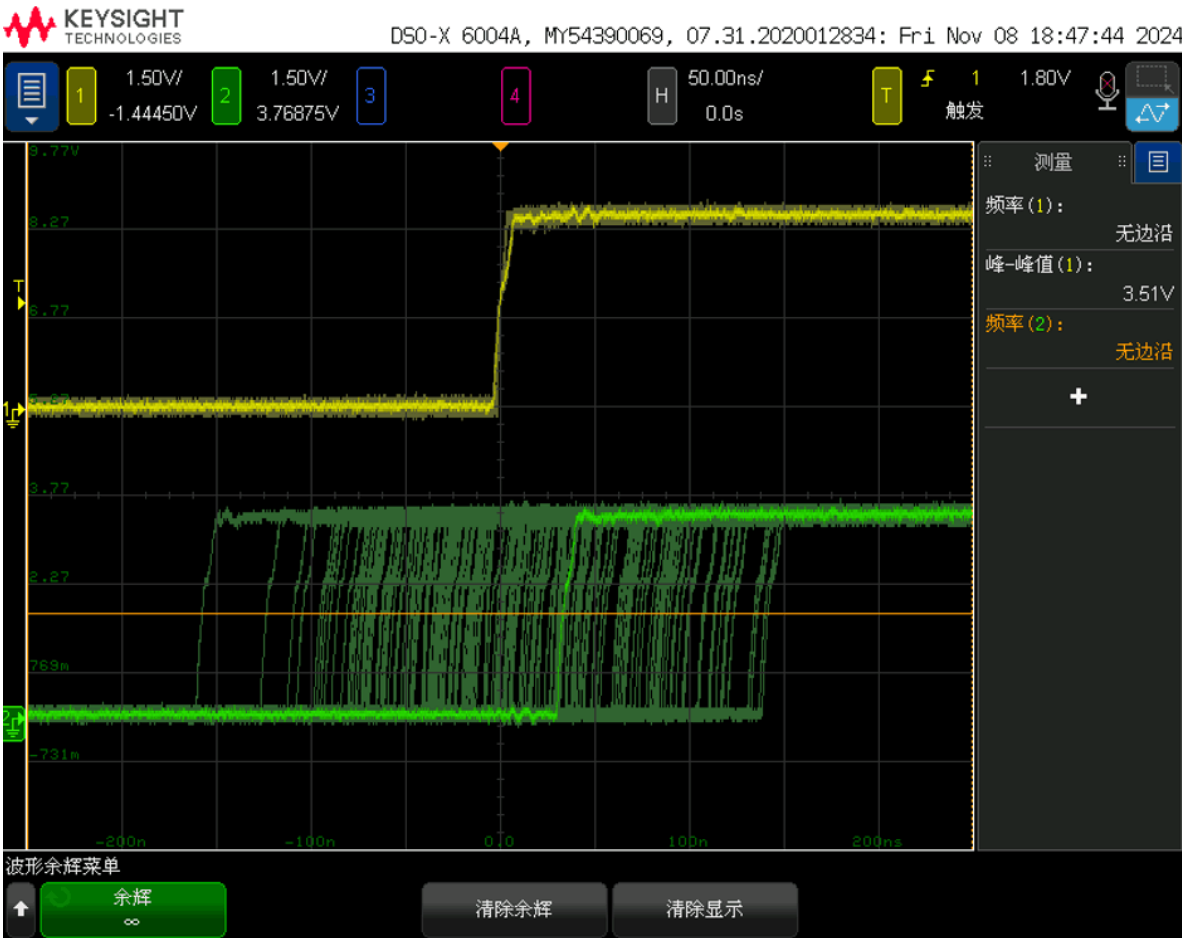 KEYSIGHT
TECHNOLOGIES
DSO-X 6004A, MY54390069, 07.31.2020012834: Fri Nov 08 18:47:44 2024
1 1.50V/ 2 1.50V/ 3 4 H 50.00ns/ T 1 1.80V
-1.44450V 3.76875V 0.0s 触发
9.77V
测量
频率(1):
8.27
无边沿
峰-峰值(1):
T
3.51V
6.77
频率(2):
无边沿
+
1
3.77
2.27
769m
2
-731m
-200n -100n 0.0 100n 200ns
波形余辉菜单
余辉
∞
清除余辉
清除显示